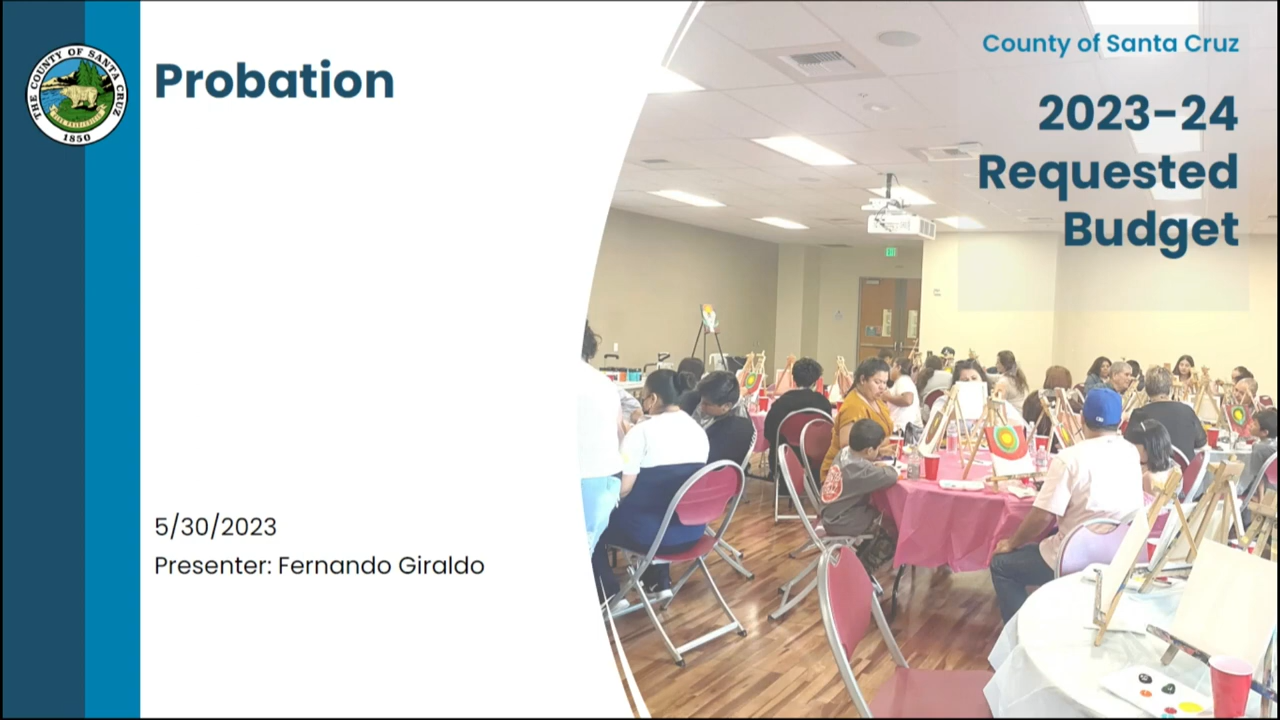 THE COUNTY OF SANTA CRUZ
1850
Probation
County of Santa Cruz
2023-24
Requested
Budget
5/30/2023
Presenter: Fernando Giraldo